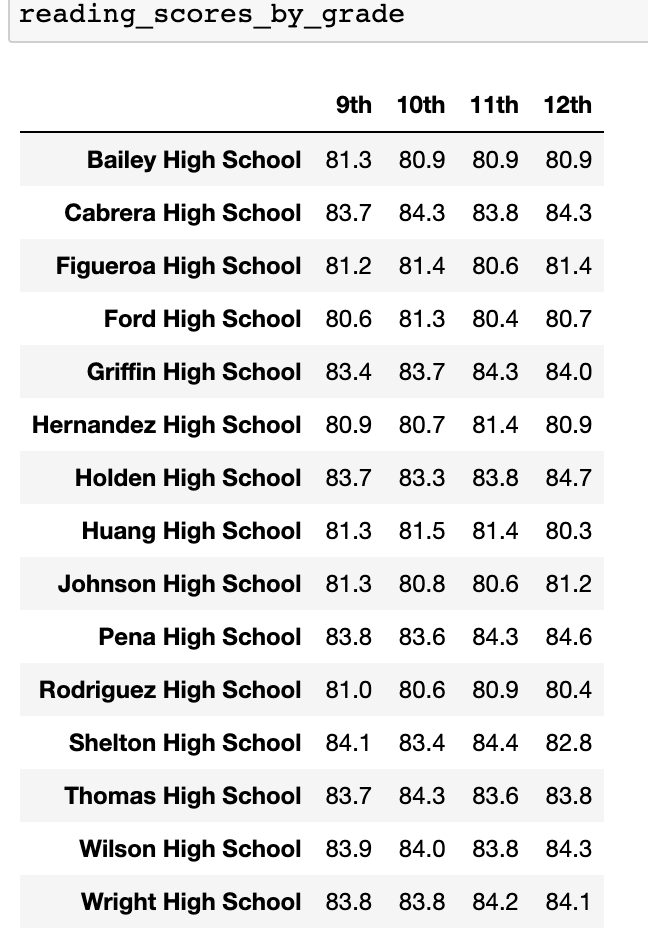 reading_scores_by_grade
9th 10th 11th 12th
Bailey High School 81.3 80.9 80.9 80.9
Cabrera High School 83.7 84.3 83.8 84.3
Figueroa High School 81.2 81.4 80.6 81.4
Ford High School 80.6 81.3 80.4 80.7
Griffin High School 83.4 83.7 84.3 84.0
Hernandez High School 80.9 80.7 81.4 80.9
Holden High School 83.7 83.3 83.8 84.7
Huang High School 81.3 81.5 81.4 80.3
Johnson High School 81.3 80.8 80.6 81.2
Pena High School 83.8 83.6 84.3 84.6
Rodriguez High School 81.0 80.6 80.9 80.4
Shelton High School 84.1 83.4 84.4 82.8
Thomas High School 83.7 84.3 83.6 83.8
Wilson High School 83.9 84.0 83.8 84.3
Wright High School 83.8 83.8 84.2 84.1